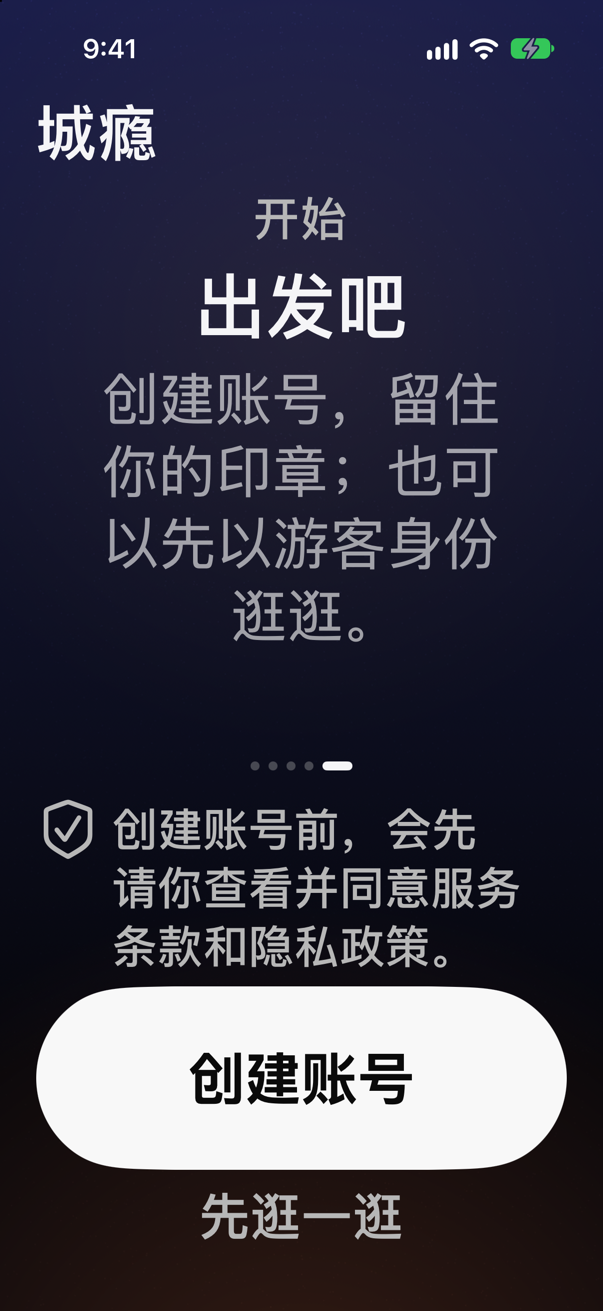 9:41
城瘾
开始
出发吧
创建账号，留住
你的印章；也可
以先以游客身份
逛逛。
创建账号前，会先
请你查看并同意服务
条款和隐私政策。
创建账号
先逛一逛